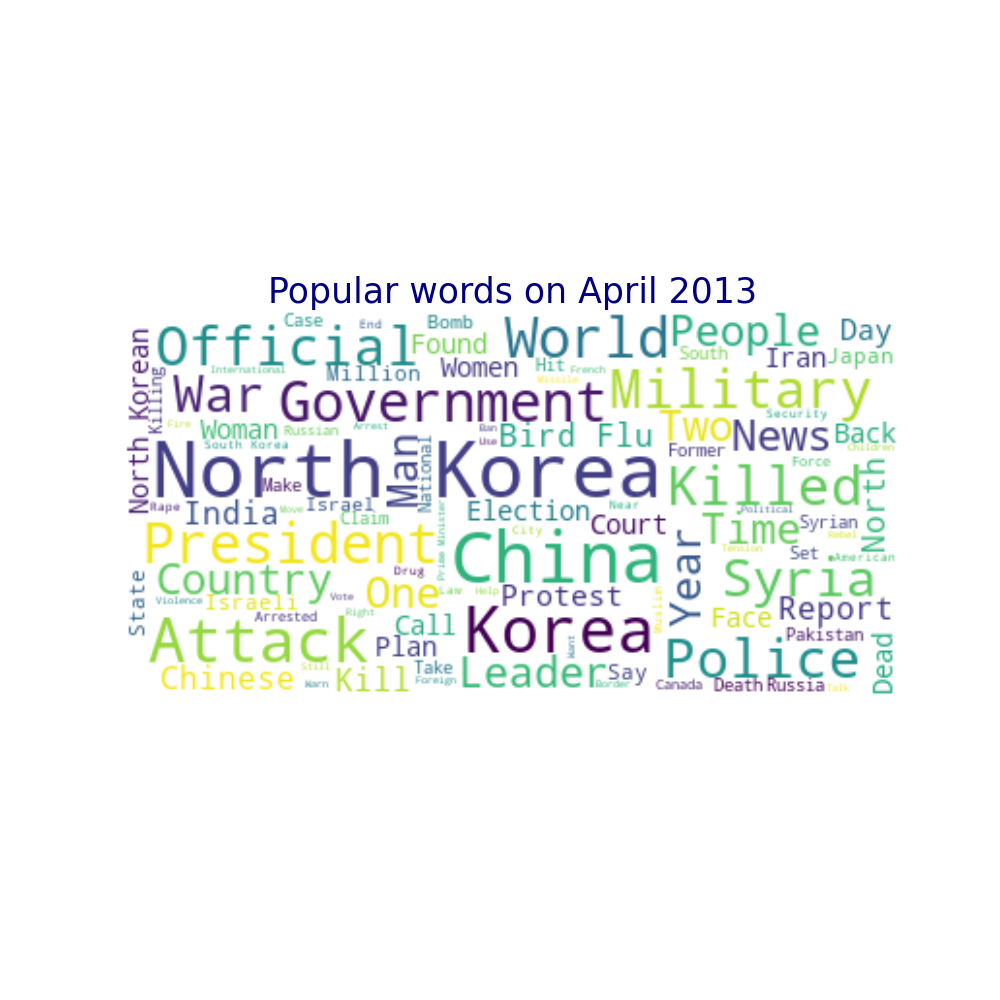 Popular words on April 2013
Case
End
Bomb
World
People
Day
Official
Found
South
Iran
Japan
North Korean
Killing
International
Million
Women
Hit
French
Missile
War
Government
Military
Fire
Woman
Russian
Arrest
South Korea
Man
National
Ban
Use
Bird Flu
Two
Former
News
Security
Back
Children
North Korea
Make
Killed
Force
North
Rape
India
Move
Israel
Claim
Prime Minister
Election
City
Near
Court
Year
Time
Political
Syrian
Rebel
President
China
Tension
Set
American
State
Country
Drug
One
Law
Help
Protest
Muslim
Syria
Violence
Israeli
Vote
Right
Arrested
Call
Korea
Want
Face
Report
Pakistan
Attack
Plan
Leader
Police
Dead
Chinese
Still
Warn
Kill
Take
Foreign
Say
Border
Canada
Death
Russia
Talk